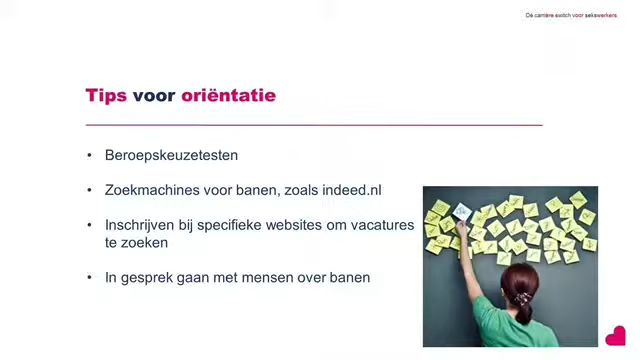 Dé carrière switch voor sekswerkers.
Tips voor oriëntatie
• Beroepskeuzetesten
• Zoekmachines voor banen, zoals indeed.nl
• Inschrijven bij specifieke websites om vacatures
te zoeken
• In gesprek gaan met mensen over banen